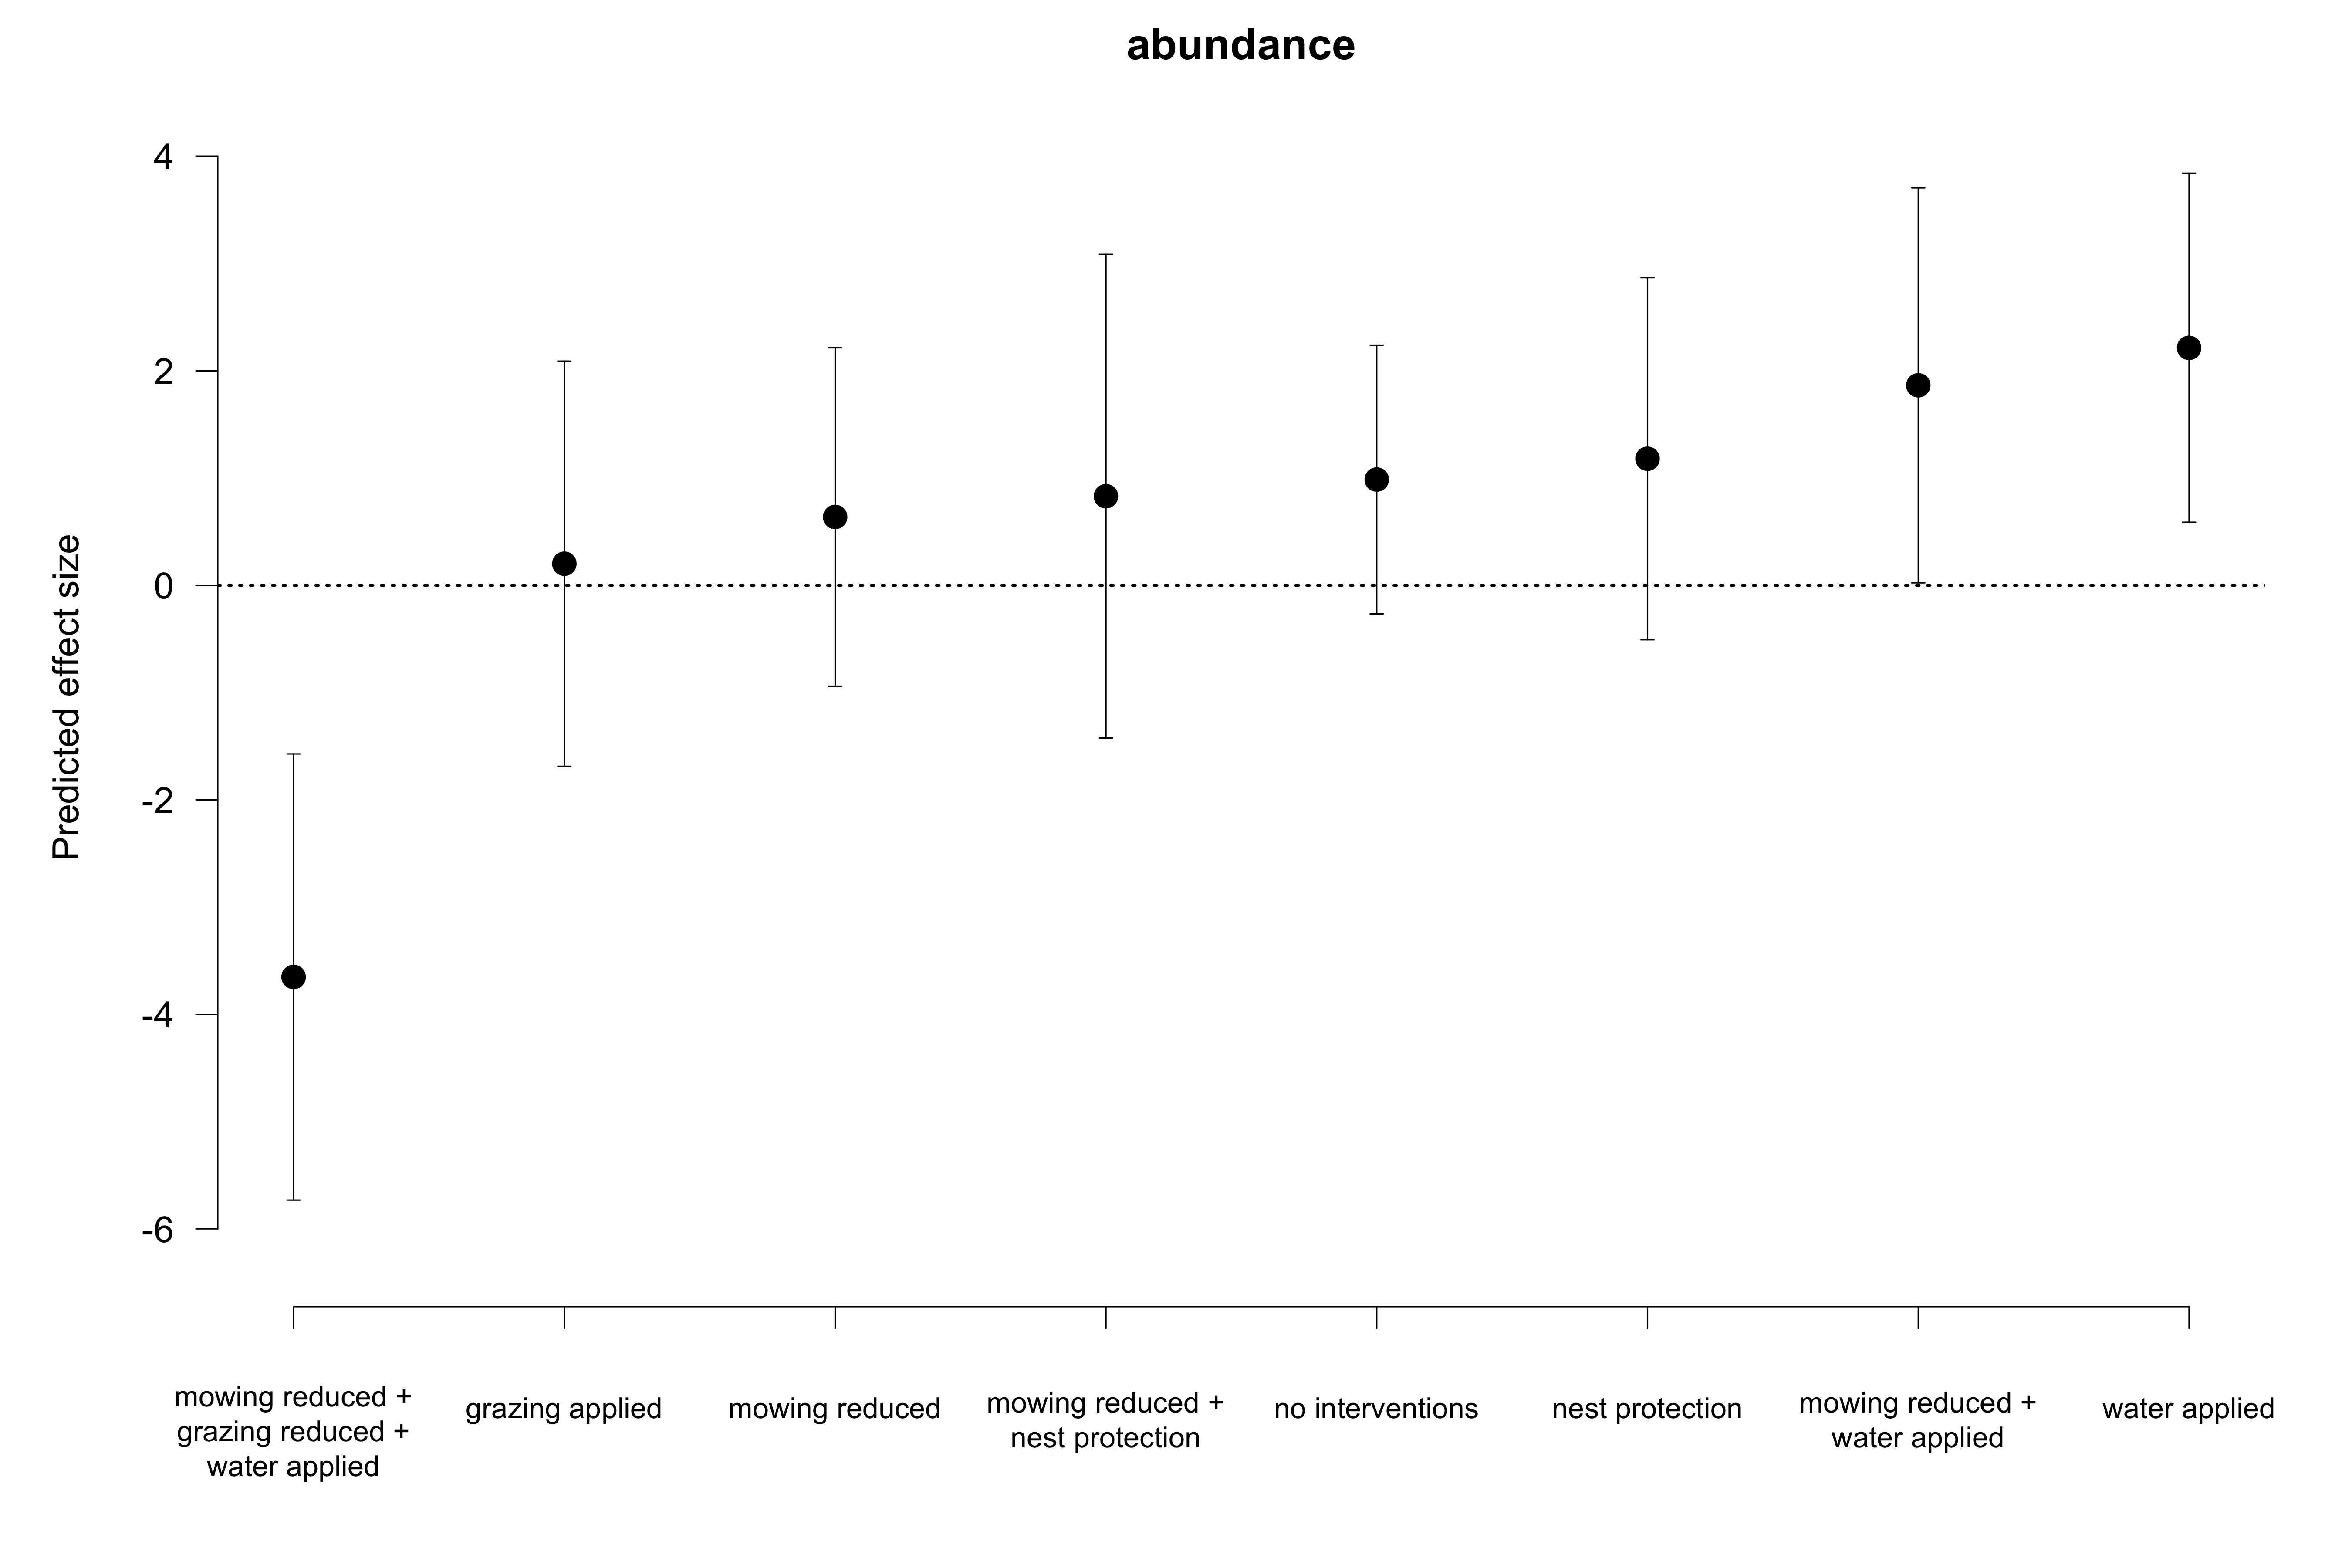 abundance
Predicted effect size
4
2
0
-2
-4
-6
mowing reduced +
grazing reduced +
water applied
grazing applied
mowing reduced
mowing reduced +
nest protection
no interventions
nest protection
mowing reduced +
water applied
water applied